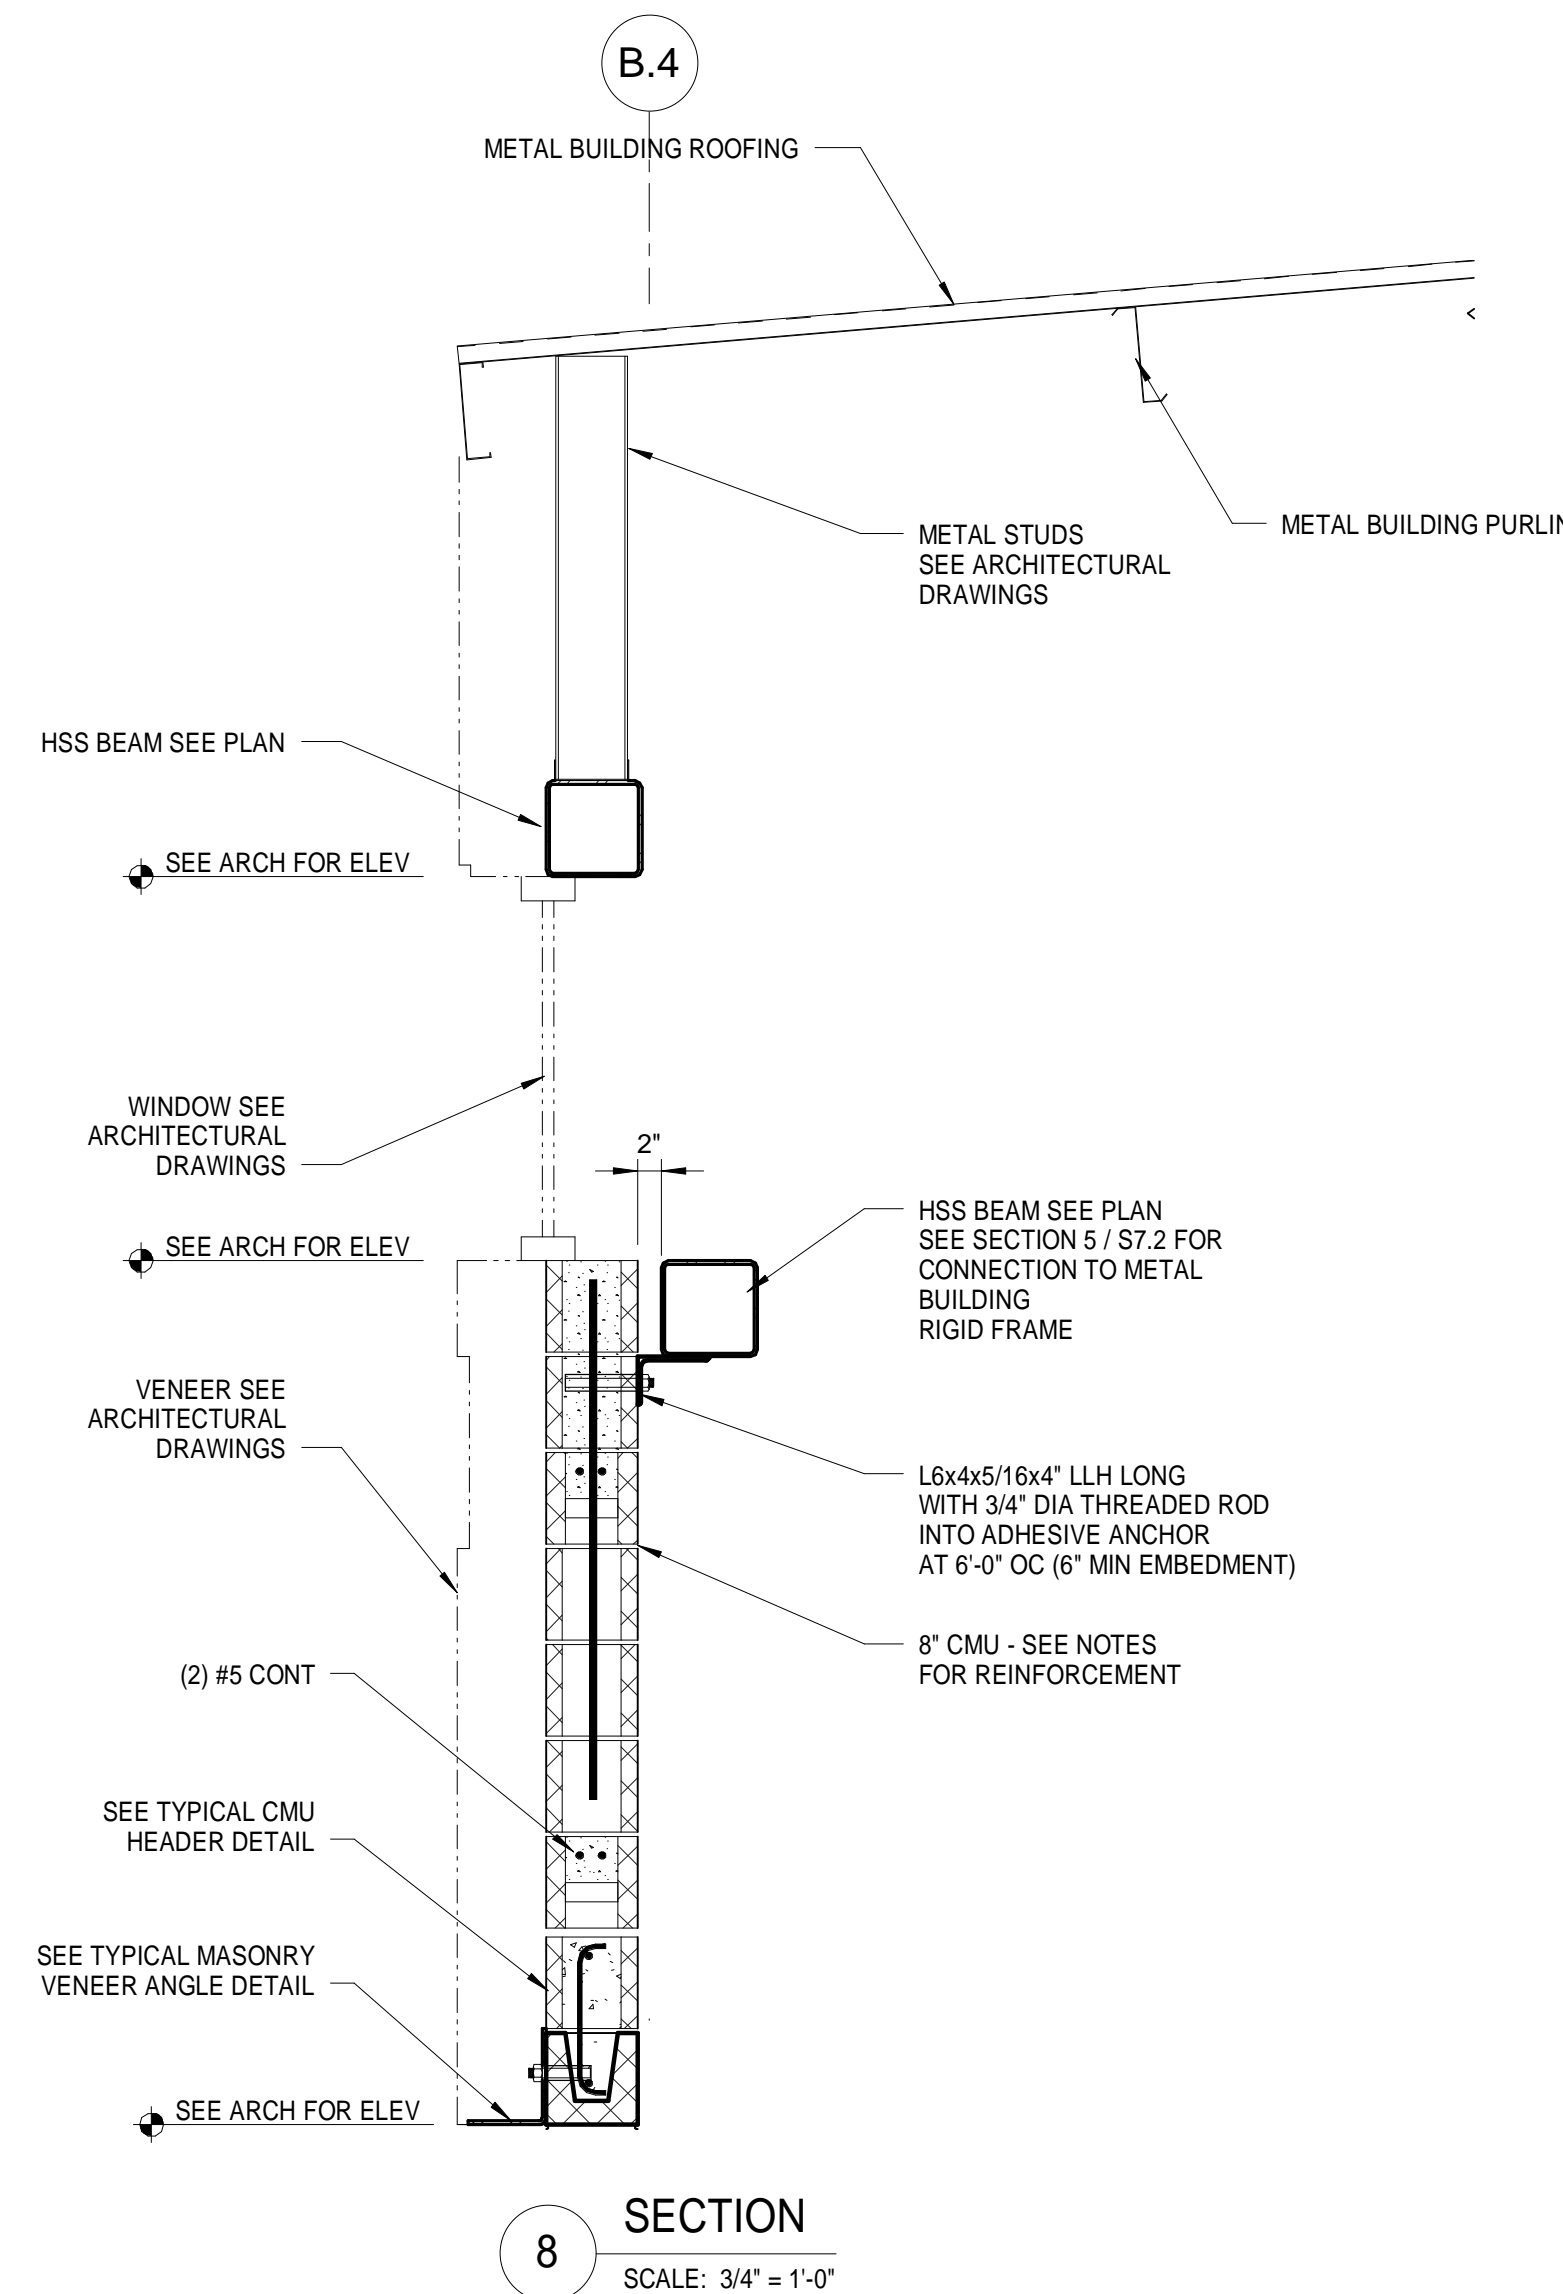 B.4
METAL BUILDING ROOFING
METAL STUDS
SEE ARCHITECTURAL
DRAWINGS
METAL BUILDING PURLIN
HSS BEAM SEE PLAN
SEE ARCH FOR ELEV
WINDOW SEE
ARCHITECTURAL
DRAWINGS
2"
HSS BEAM SEE PLAN
SEE SECTION 5 / S7.2 FOR
CONNECTION TO METAL
BUILDING
RIGID FRAME
SEE ARCH FOR ELEV
VENEER SEE
ARCHITECTURAL
DRAWINGS
L6x4x5/16x4" LLH LONG
WITH 3/4" DIA THREADED ROD
INTO ADHESIVE ANCHOR
AT 6'-0" OC (6" MIN EMBEDMENT)
8" CMU - SEE NOTES
FOR REINFORCEMENT
(2) #5 CONT
SEE TYPICAL CMU
HEADER DETAIL
SEE TYPICAL MASONRY
VENEER ANGLE DETAIL
SEE ARCH FOR ELEV
8
SECTION
SCALE: 3/4" = 1'-0"